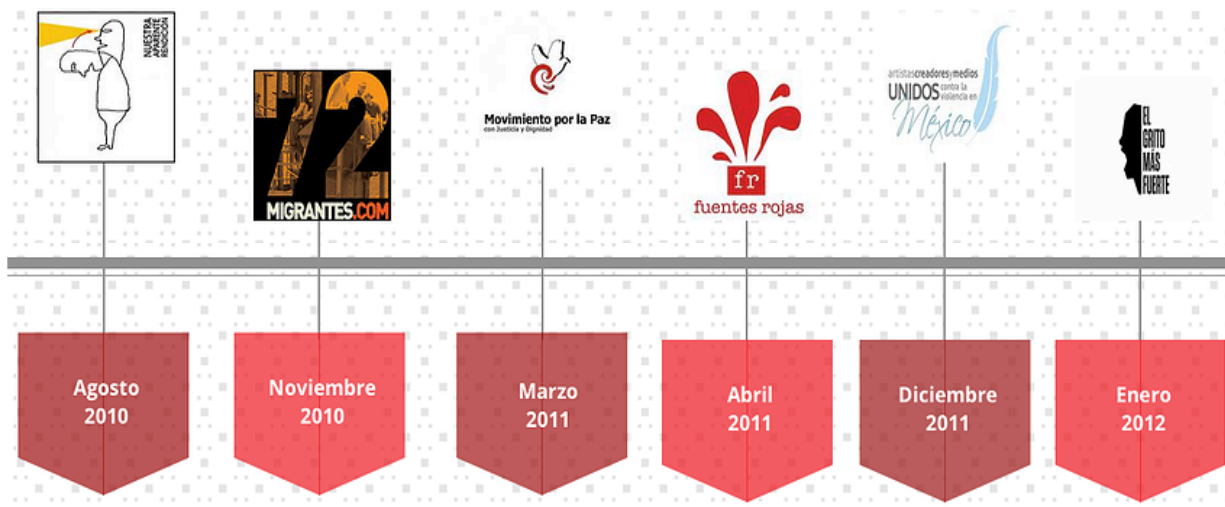 NUESTRA
APARENTE
RENDICIÓN
72
MIGRANTES.COM
Movimiento por la Paz
con Justicia y Dignidad
fr
fuentes rojas
artistascreadoresymedios
UNIDOS contra la
violencia en
México
EL
GRITO
MÁS
FUERTE
Agosto
2010
Noviembre
2010
Marzo
2011
Abril
2011
Diciembre
2011
Enero
2012